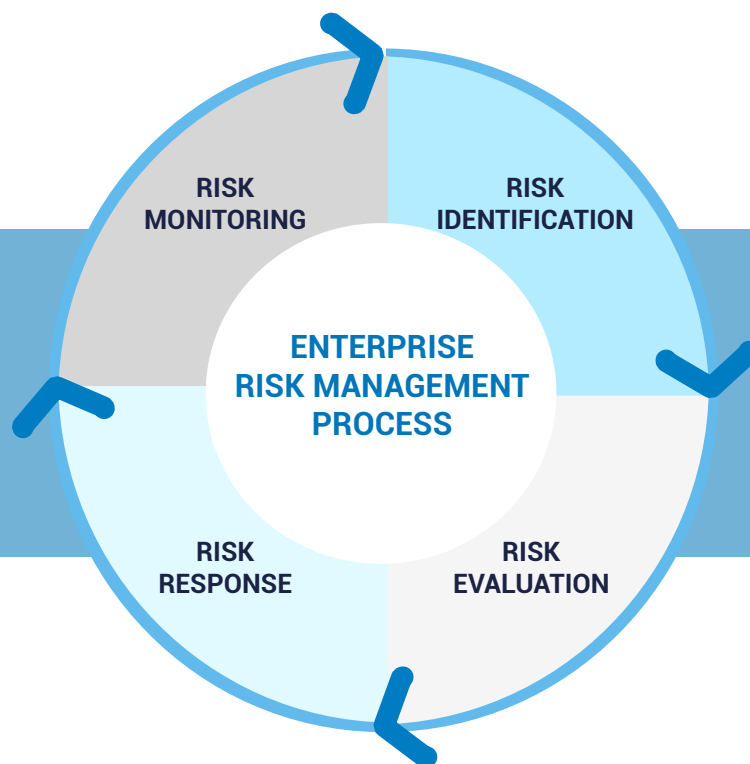 RISK
MONITORING
RISK
IDENTIFICATION
ENTERPRISE
RISK MANAGEMENT
PROCESS
RISK
RESPONSE
RISK
EVALUATION